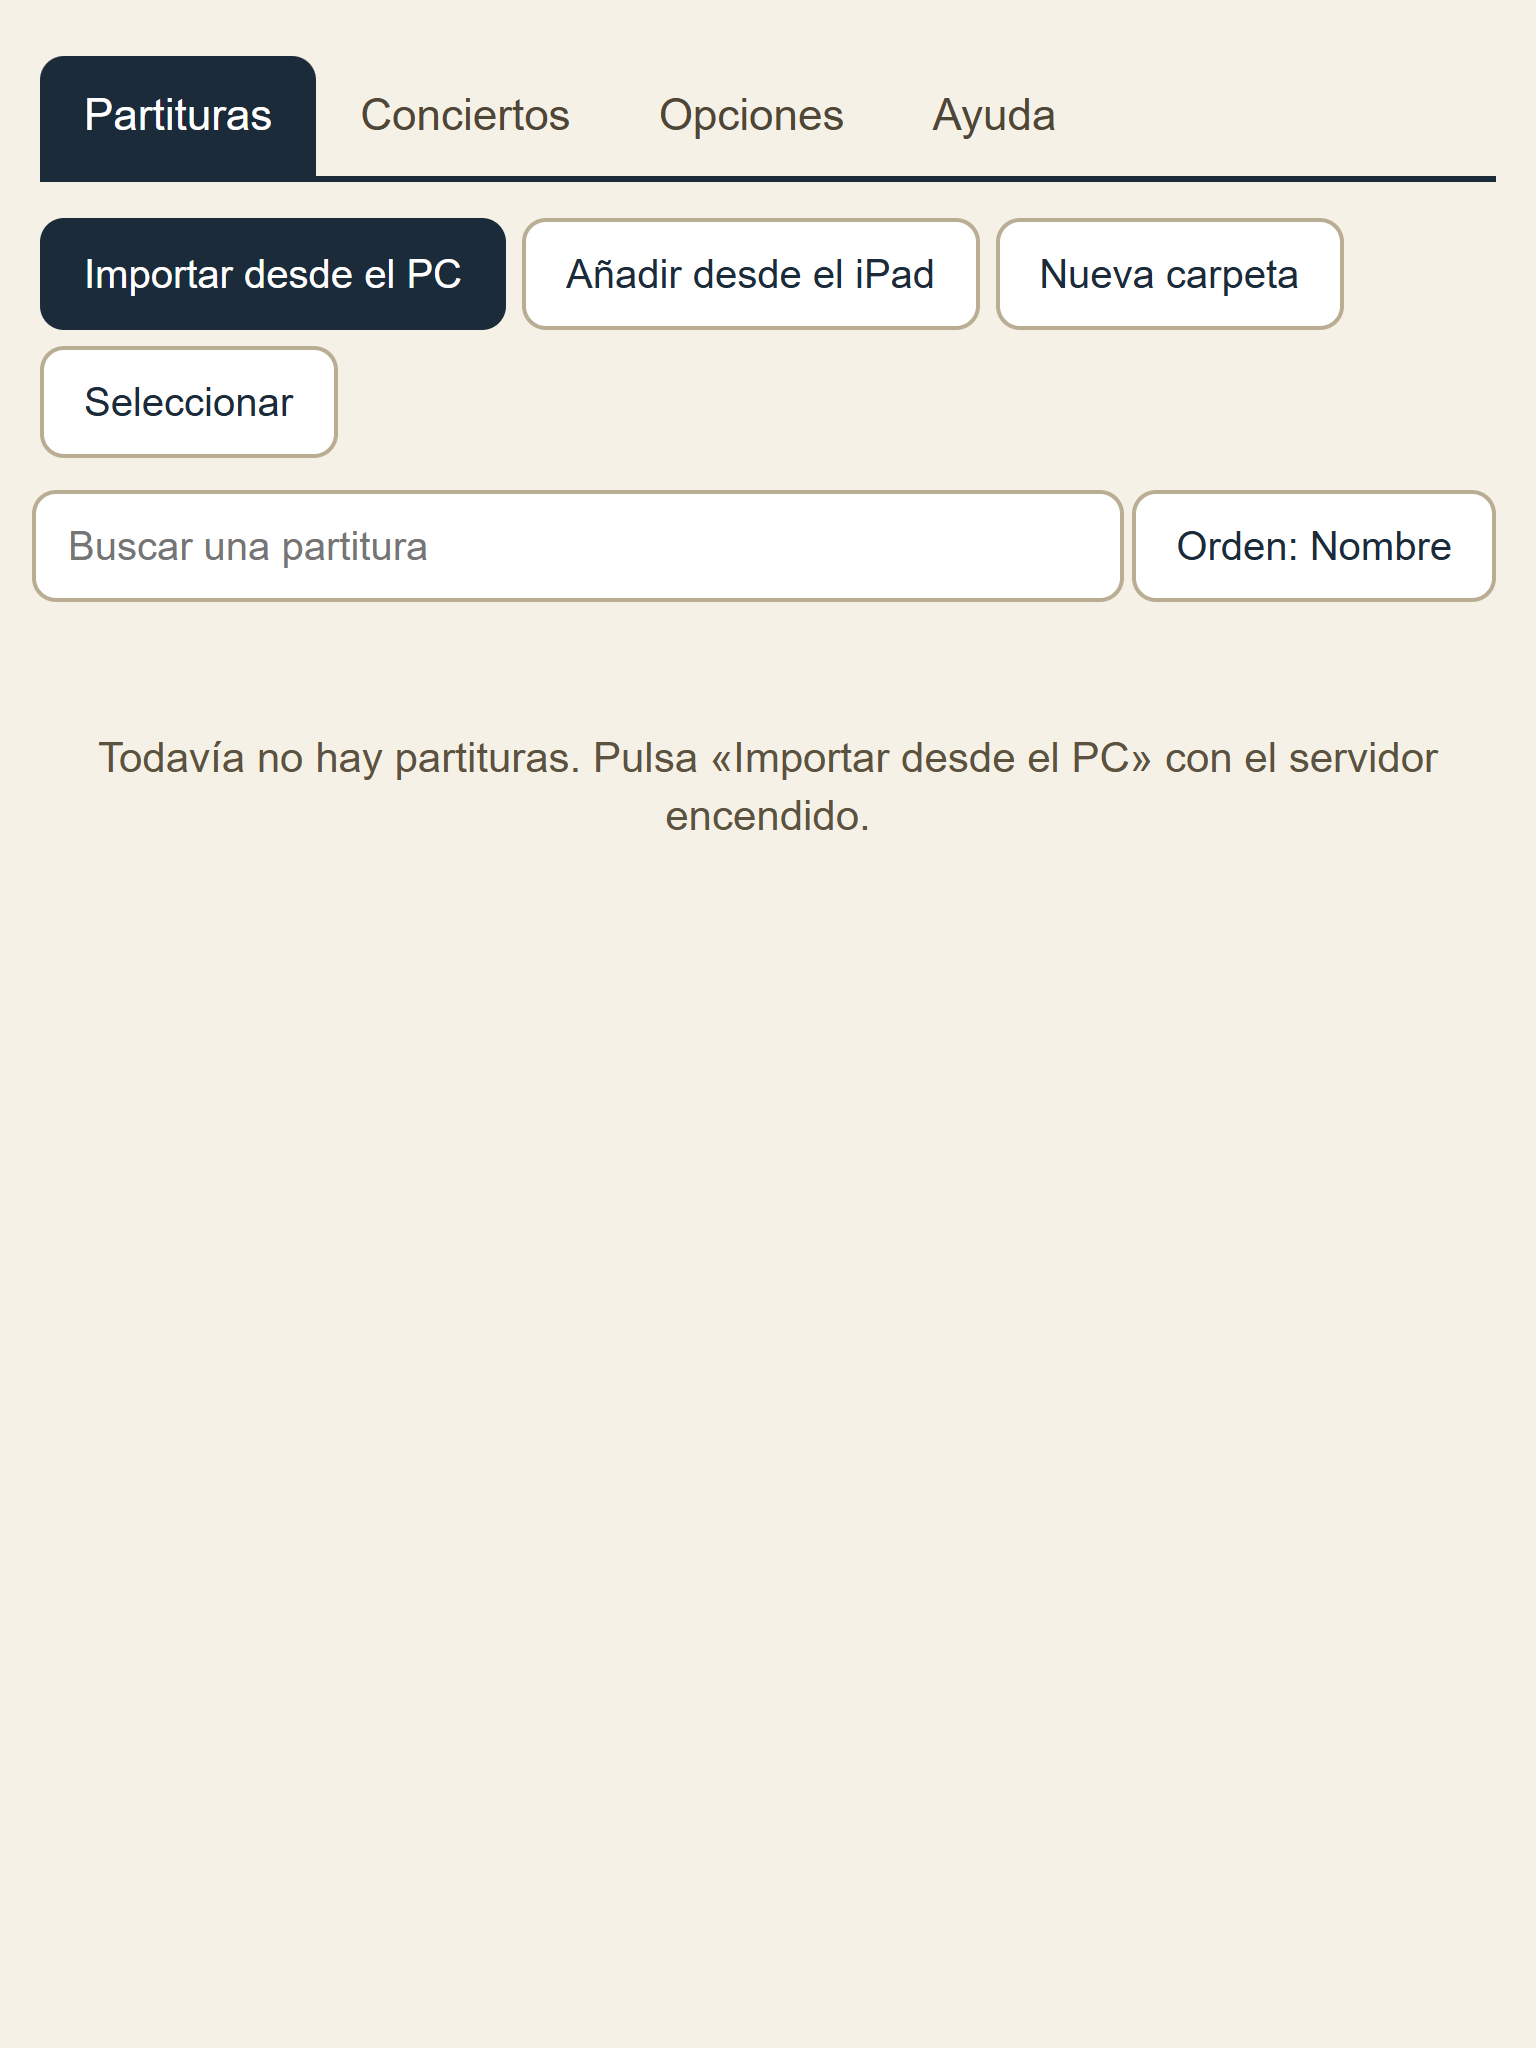 Partituras Conciertos Opciones Ayuda
Importar desde el PC Añadir desde el iPad Nueva carpeta
Seleccionar
Buscar una partitura Orden: Nombre
Todavía no hay partituras. Pulsa «Importar desde el PC» con el servidor
encendido.